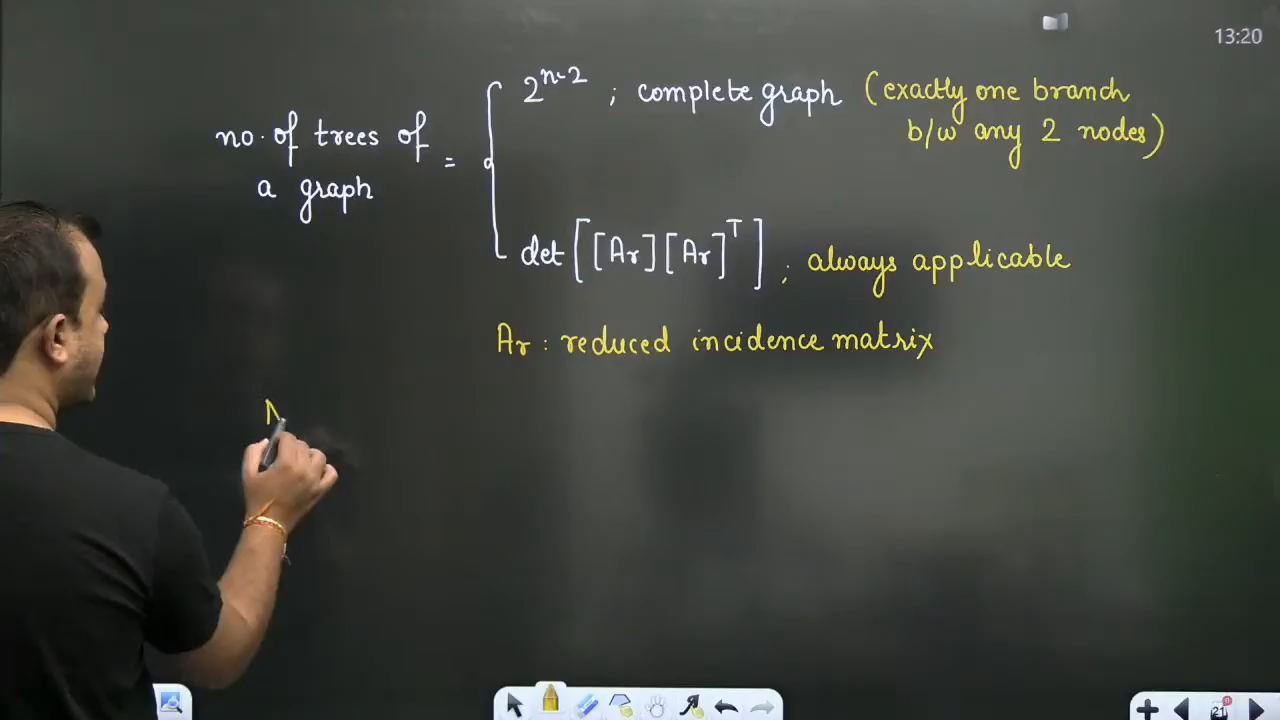 13:20
no. of trees of a graph = { 2^{n-2} ; complete graph (exactly one branch b/w any 2 nodes)
det[[Ar][Ar]^T] ; always applicable
Ar : reduced incidence matrix
21